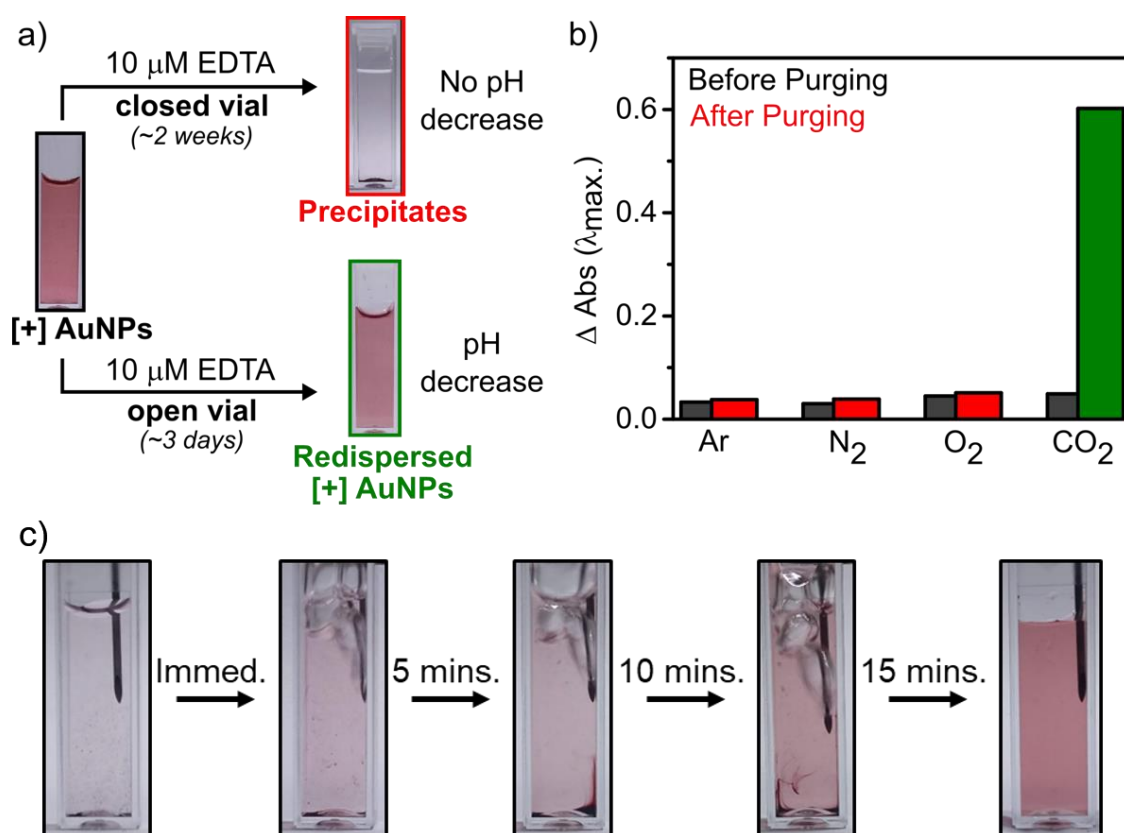 a)
10 μM EDTA
closed vial
(~2 weeks)
No pH
decrease
Precipitates
[+] AuNPs
10 μM EDTA
open vial
(~3 days)
pH
decrease
Redispersed
[+] AuNPs
b)
Before Purging
After Purging
Δ Abs (λmax.)
0.6
0.4
0.2
0.0
Ar
N2
O2
CO2
c)
Immed.
5 mins.
10 mins.
15 mins.